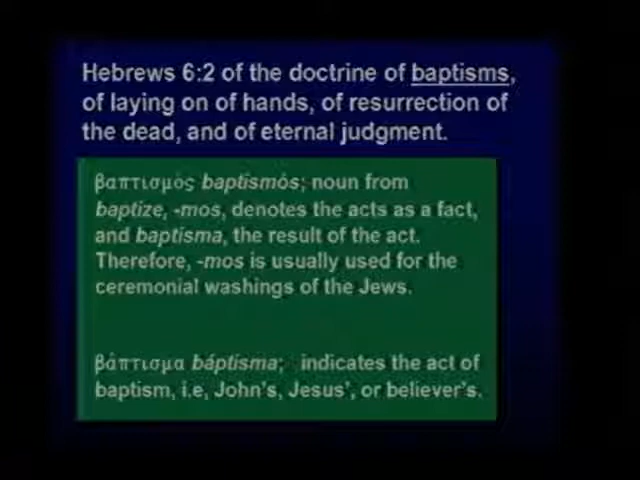 Hebrews 6:2 of the doctrine of baptisms,
of laying on of hands, of resurrection of
the dead, and of eternal judgment.
βαπτισμός baptismós; noun from
baptize, -mos, denotes the acts as a fact,
and baptisma, the result of the act.
Therefore, -mos is usually used for the
ceremonial washings of the Jews.
βάπτισμα báptisma; indicates the act of
baptism, i.e, John's, Jesus', or believer's.